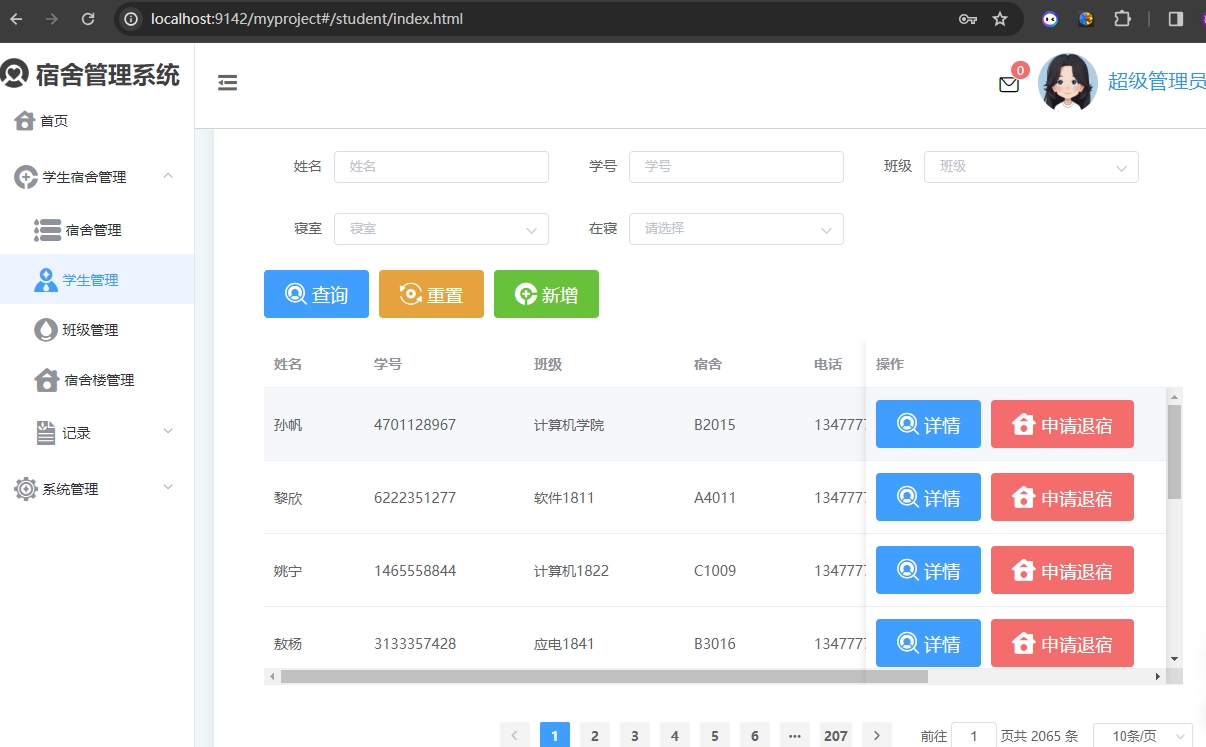 localhost:9142/myproject#/student/index.html
宿舍管理系统
0
超级管理员
首页
学生宿舍管理
宿舍管理
学生管理
班级管理
宿舍楼管理
记录
系统管理
姓名 姓名 学号 学号 班级 班级
寝室 寝室 在寝 请选择
查询 重置 新增
姓名 学号 班级 宿舍 电话 操作
孙帆 4701128967 计算机学院 B2015 134777 详情 申请退宿
黎欣 6222351277 软件1811 A4011 134777 详情 申请退宿
姚宁 1465558844 计算机1822 C1009 134777 详情 申请退宿
敖杨 3133357428 应电1841 B3016 134777 详情 申请退宿
1 2 3 4 5 6 ··· 207 前往 1 页共 2065 条 10条/页